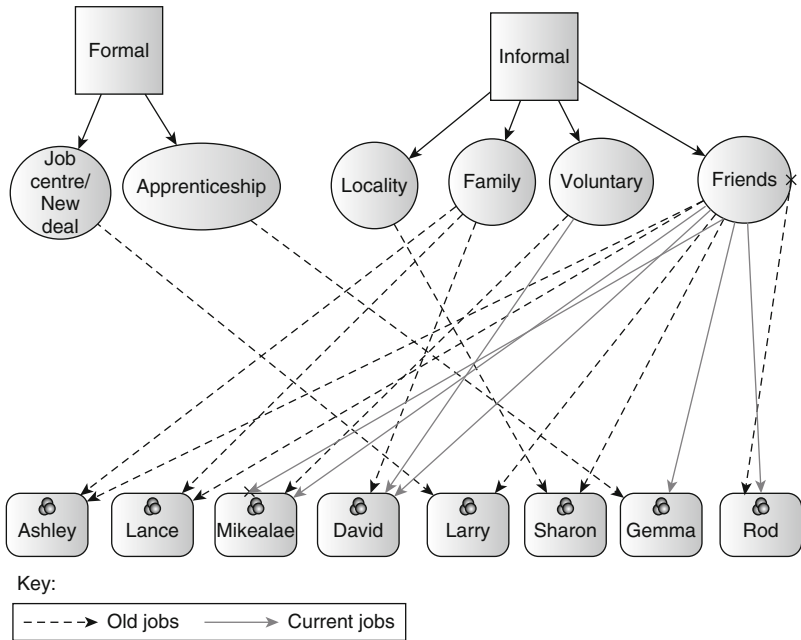 Formal
Informal
Job
centre/
New
deal
Apprenticeship
Locality
Family
Voluntary
Friends
Ashley
Lance
Mikealae
David
Larry
Sharon
Gemma
Rod
Key:
Old jobs
Current jobs